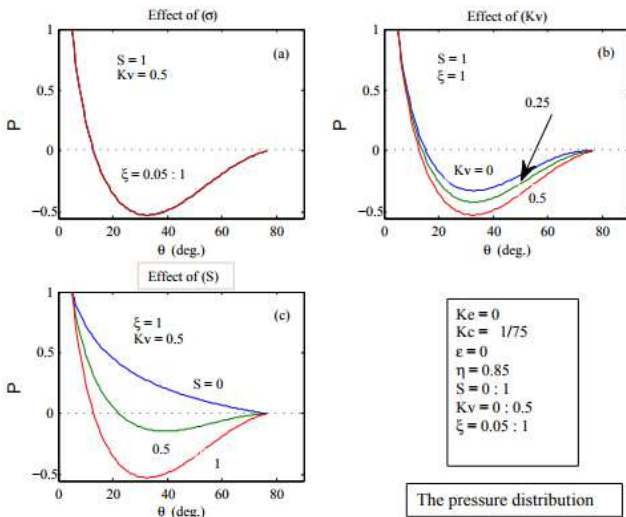 Effect of (σ)
(a)
S = 1
Kv = 0.5
ξ = 0.05 : 1
P
1
0.5
0
−0.5
0 20 40 60 80
θ (deg.)
Effect of (Kv)
(b)
S = 1
ξ = 1
0.25
Kv = 0
0.5
P
1
0.5
0
−0.5
0 20 40 60 80
θ (deg.)
Effect of (S)
(c)
ξ = 1
Kv = 0.5
S = 0
0.5
1
P
1
0.5
0
−0.5
0 20 40 60 80
θ (deg.)
Ke = 0
Kc = 1/75
ε = 0
η = 0.85
S = 0 : 1
Kv = 0 : 0.5
ξ = 0.05 : 1
The pressure distribution